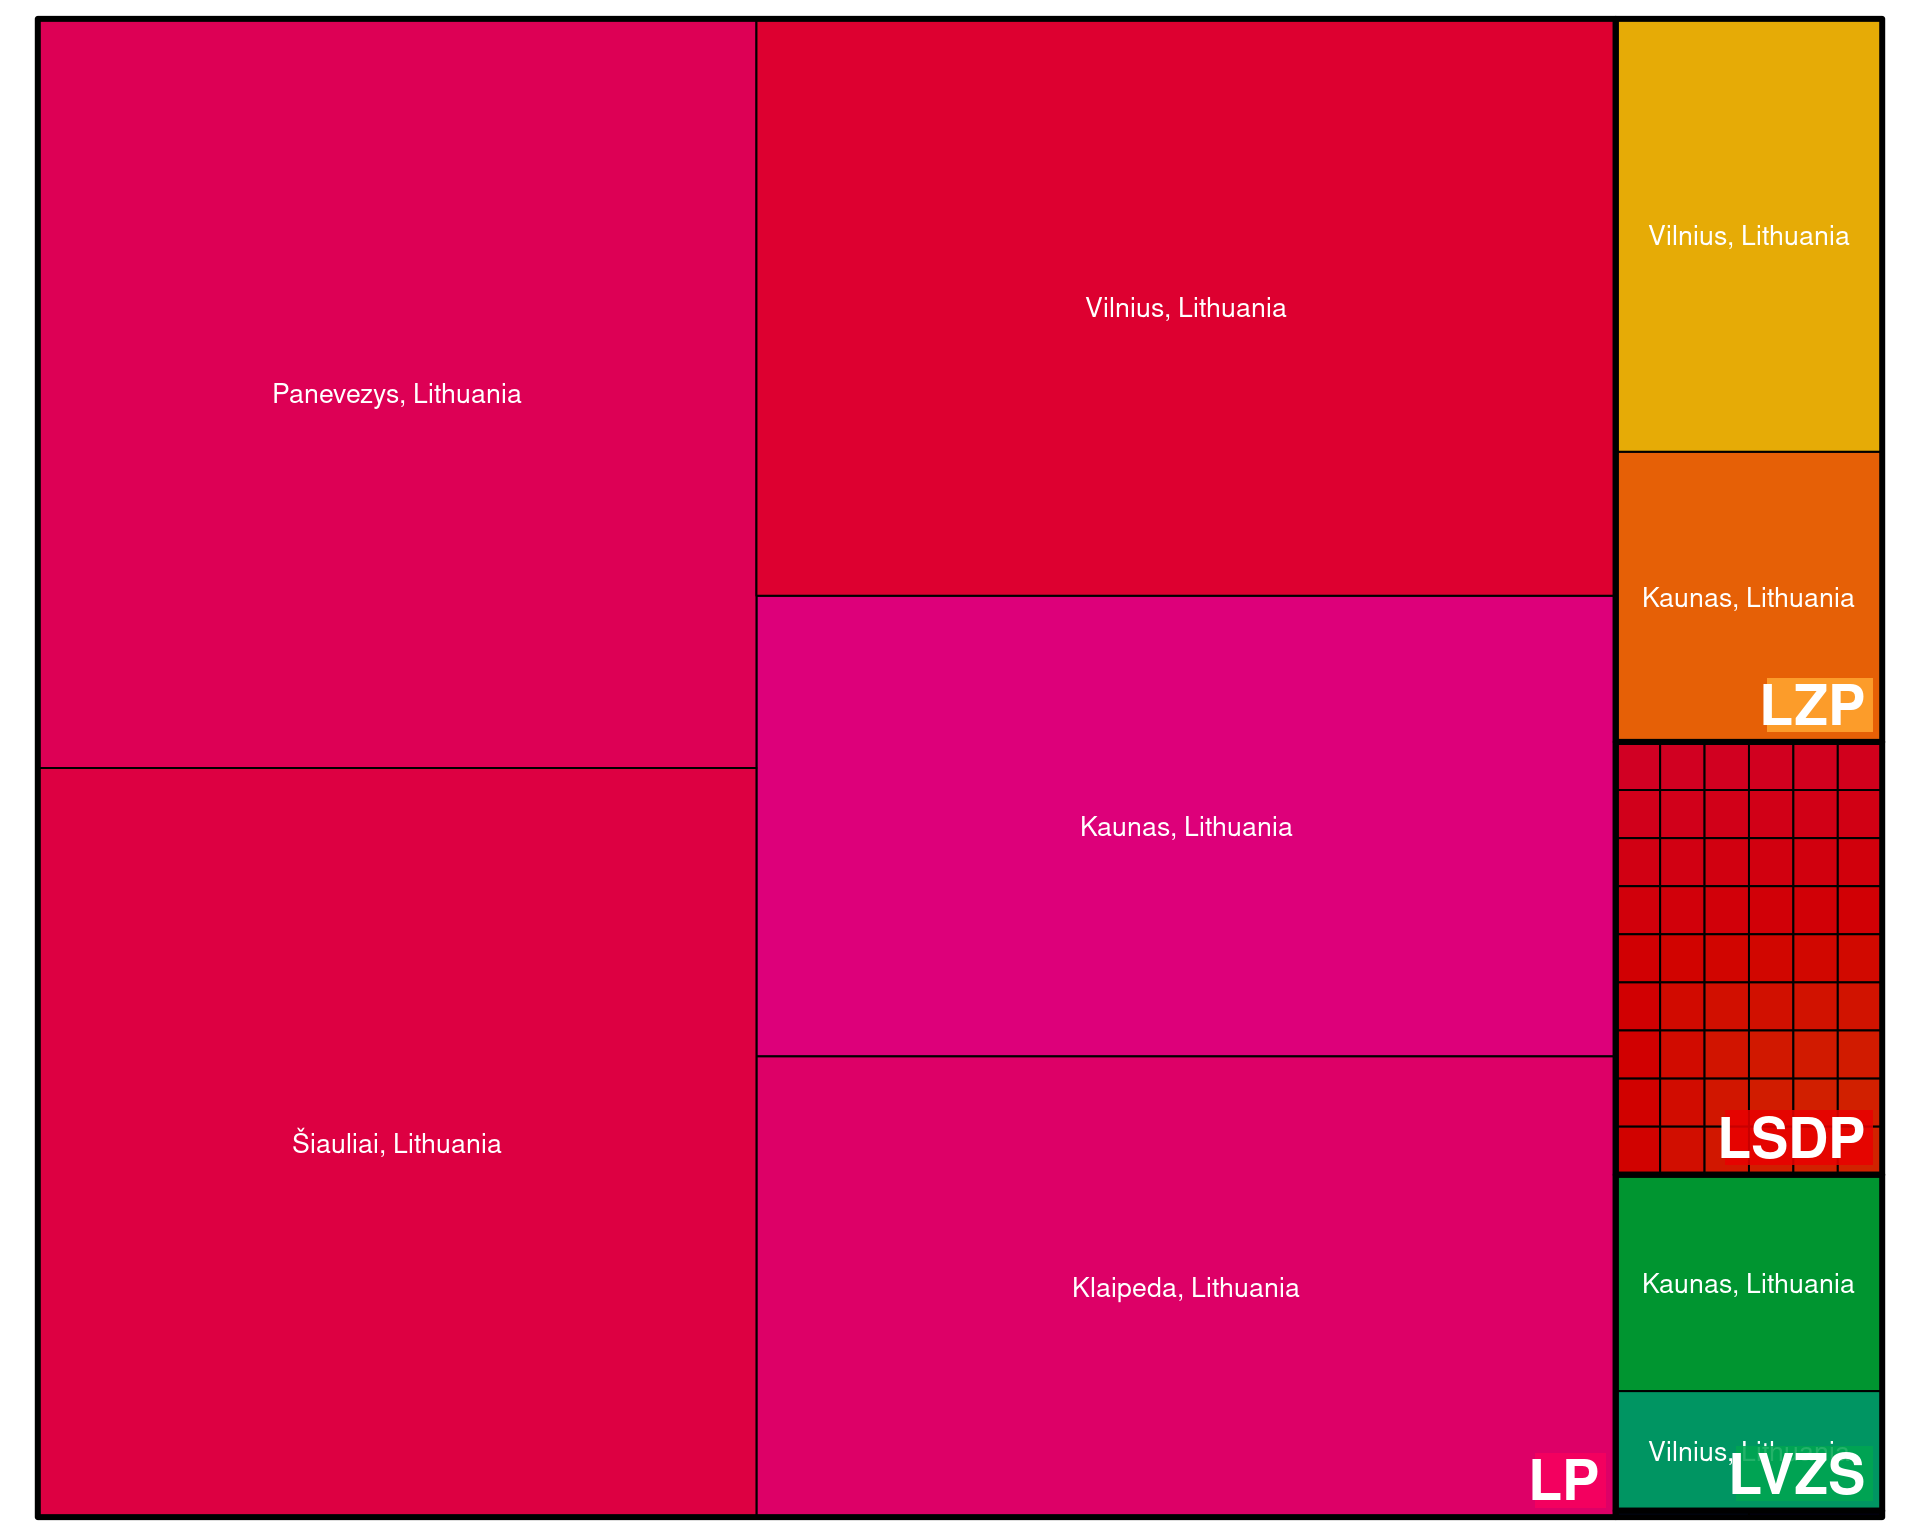 Panevezys, Lithuania
Šiauliai, Lithuania
Vilnius, Lithuania
Kaunas, Lithuania
Klaipeda, Lithuania
LP
Vilnius, Lithuania
Kaunas, Lithuania
LZP
LSDP
Kaunas, Lithuania
Vilnius, Lithuania
LVZS